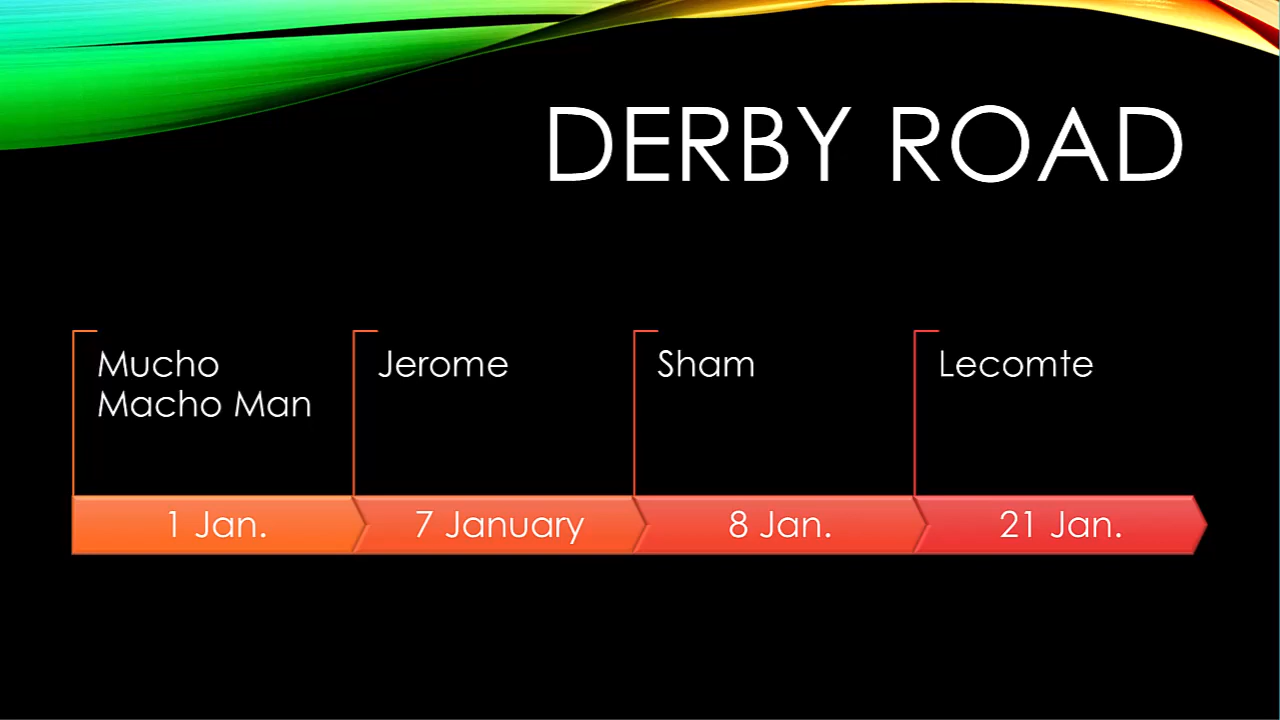 DERBY ROAD
Mucho
Macho Man
Jerome
Sham
Lecomte
1 Jan.
7 January
8 Jan.
21 Jan.